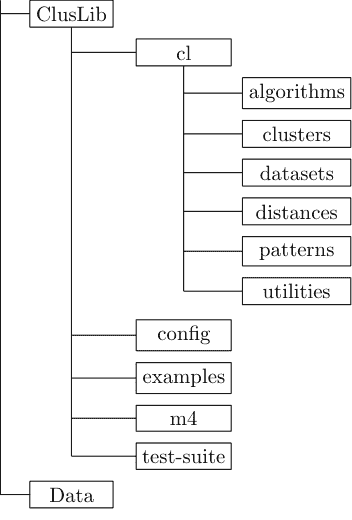 ClusLib
cl
algorithms
clusters
datasets
distances
patterns
utilities
config
examples
m4
test-suite
Data